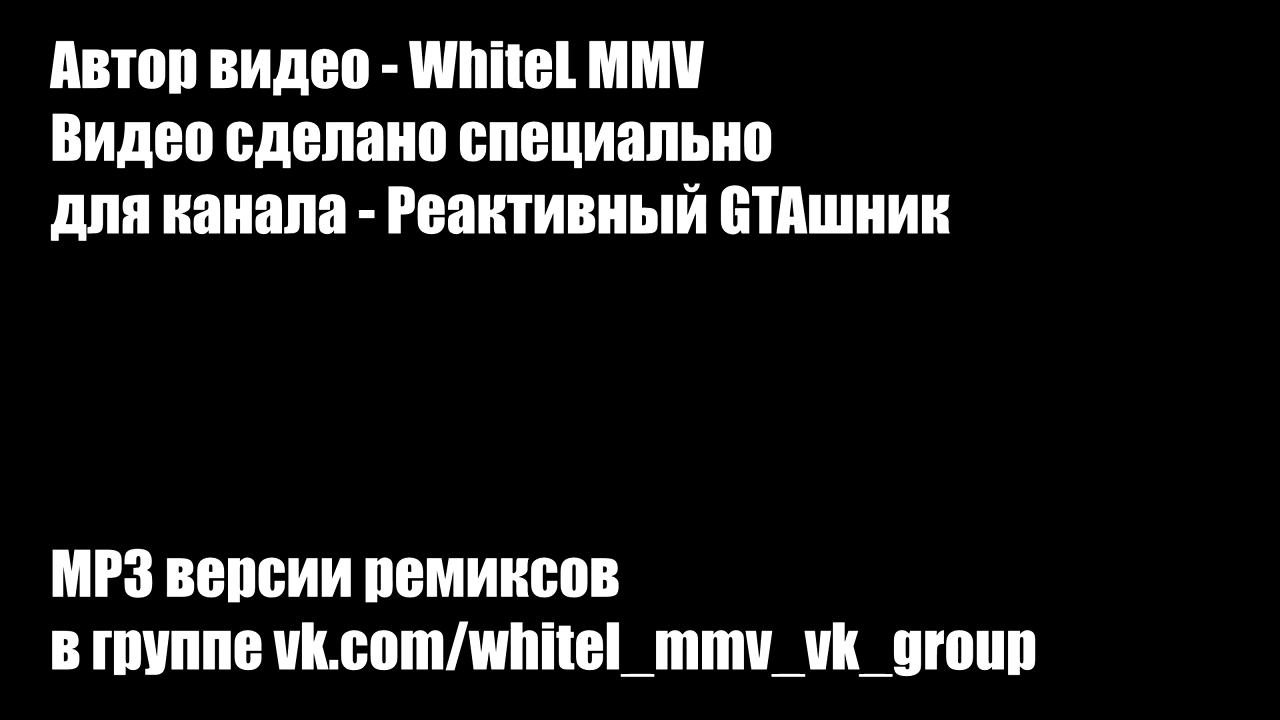 Автор видео - WhiteL MMV
Видео сделано специально
для канала - Реактивный GTAшник
MP3 версии ремиксов
в группе vk.com/whitel_mmv_vk_group